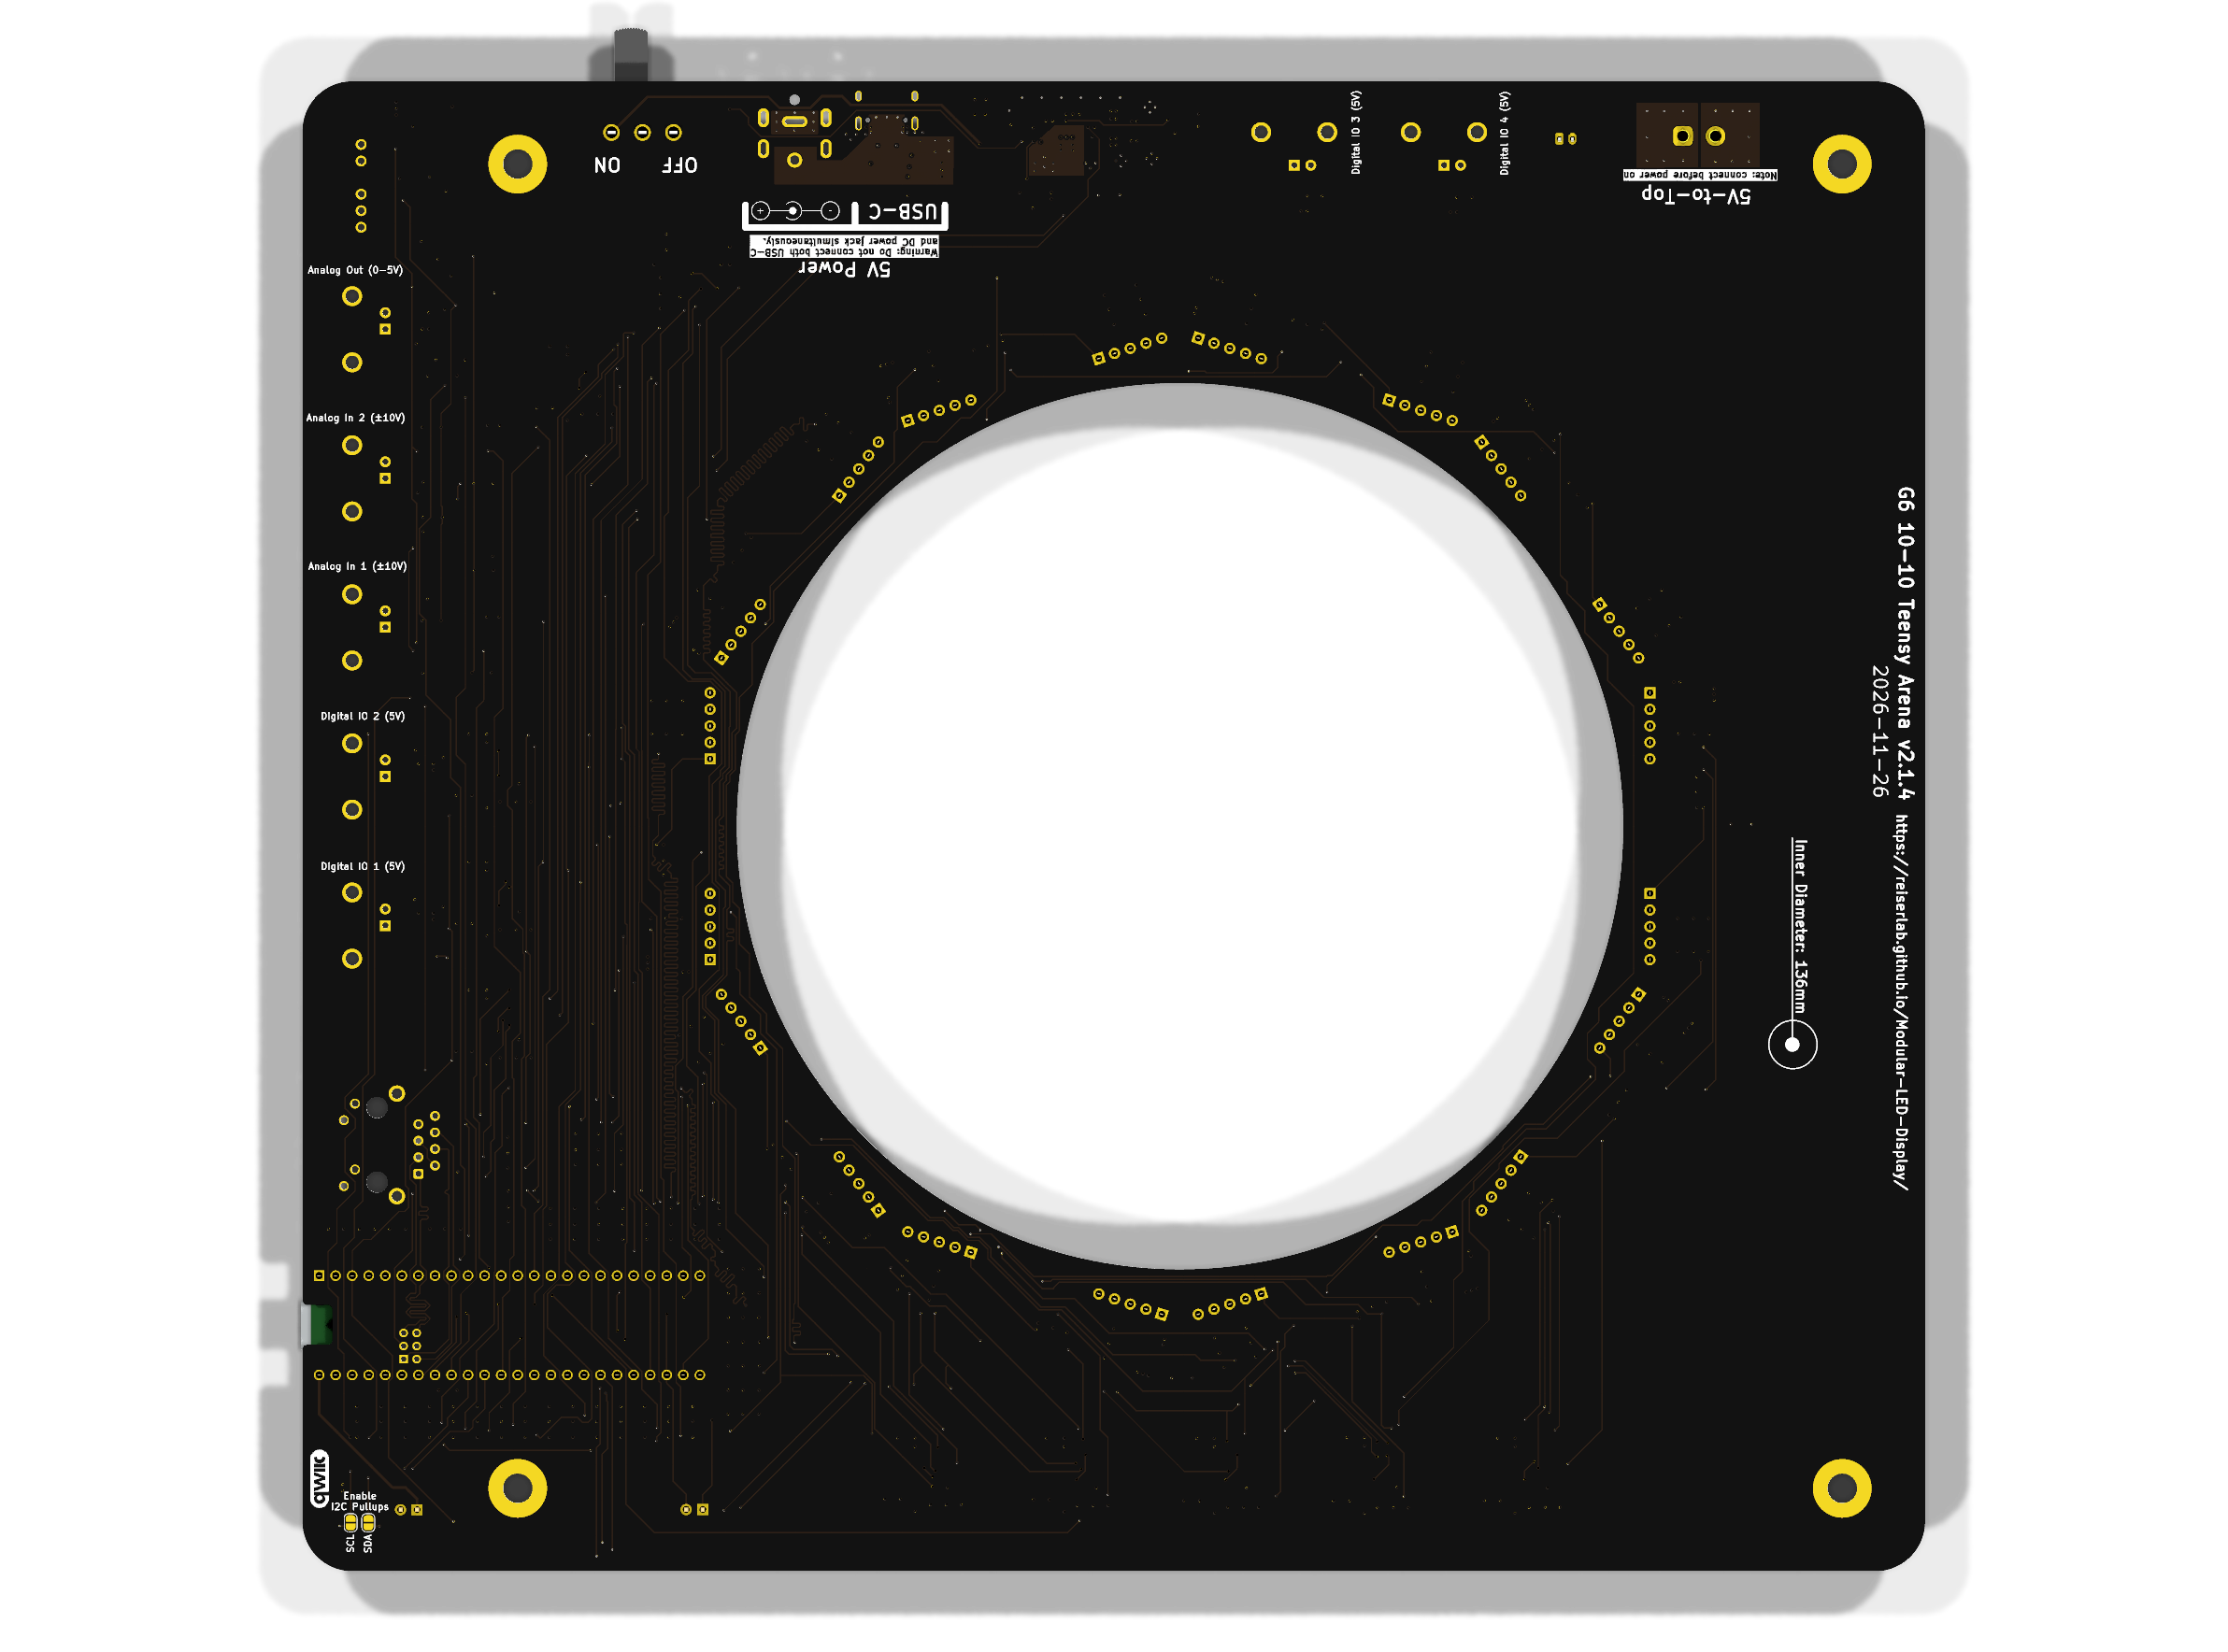 Digital IO 3 (5V)
Digital IO 4 (5V)
ON
OFF
USB-C
+
-
Warning: Do not connect both USB-C
and DC power jack simultaneously.
5V Power
Note: connect before power on
5V-to-Top
Analog Out (0-5V)
Analog In 2 (±10V)
Analog In 1 (±10V)
Digital IO 2 (5V)
Digital IO 1 (5V)
G6 10-10 Teensy Arena v2.1.4 https://reiserlab.github.io/Modular-LED-Display/
2026-11-26
Inner Diameter: 136mm
qwiic
Enable
I2C Pullups
SCL
SDA